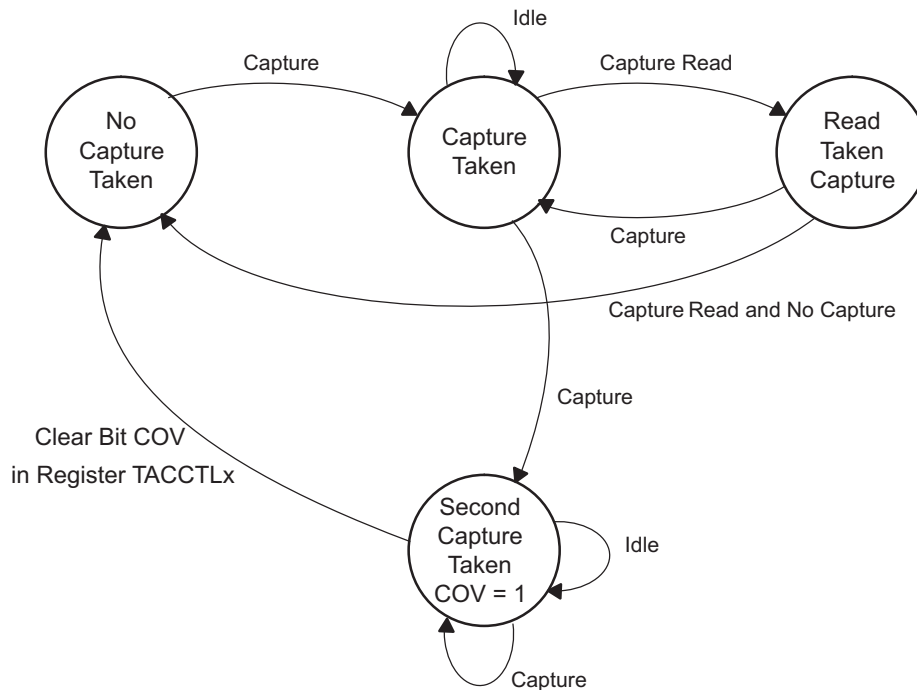 Idle
Capture
Capture Read
No
Capture
Taken
Capture
Taken
Read
Taken
Capture
Capture
Capture Read and No Capture
Capture
Clear Bit COV
in Register TACCTLx
Second
Capture
Taken
COV = 1
Idle
Capture